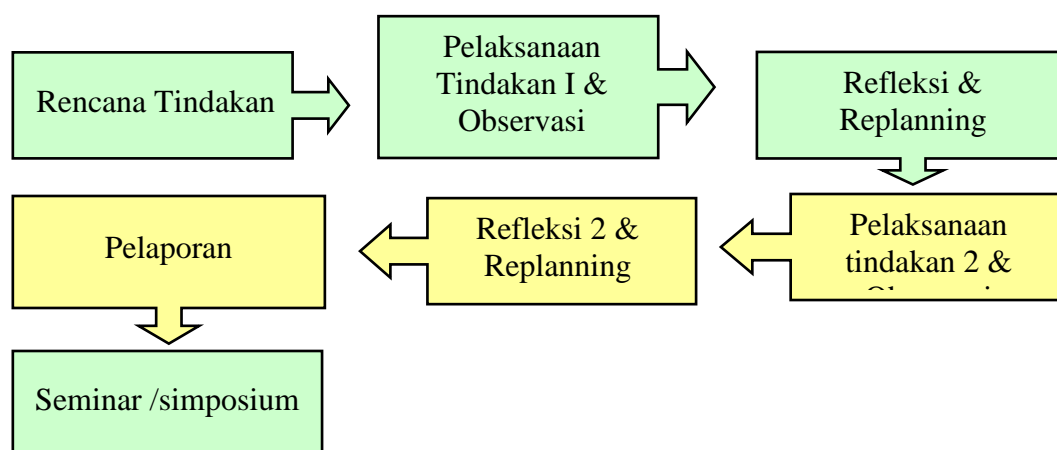 Rencana Tindakan
Pelaksanaan
Tindakan I &
Observasi
Refleksi &
Replanning
Pelaksanaan
tindakan 2 &
Refleksi 2 &
Replanning
Pelaporan
Seminar /simposium